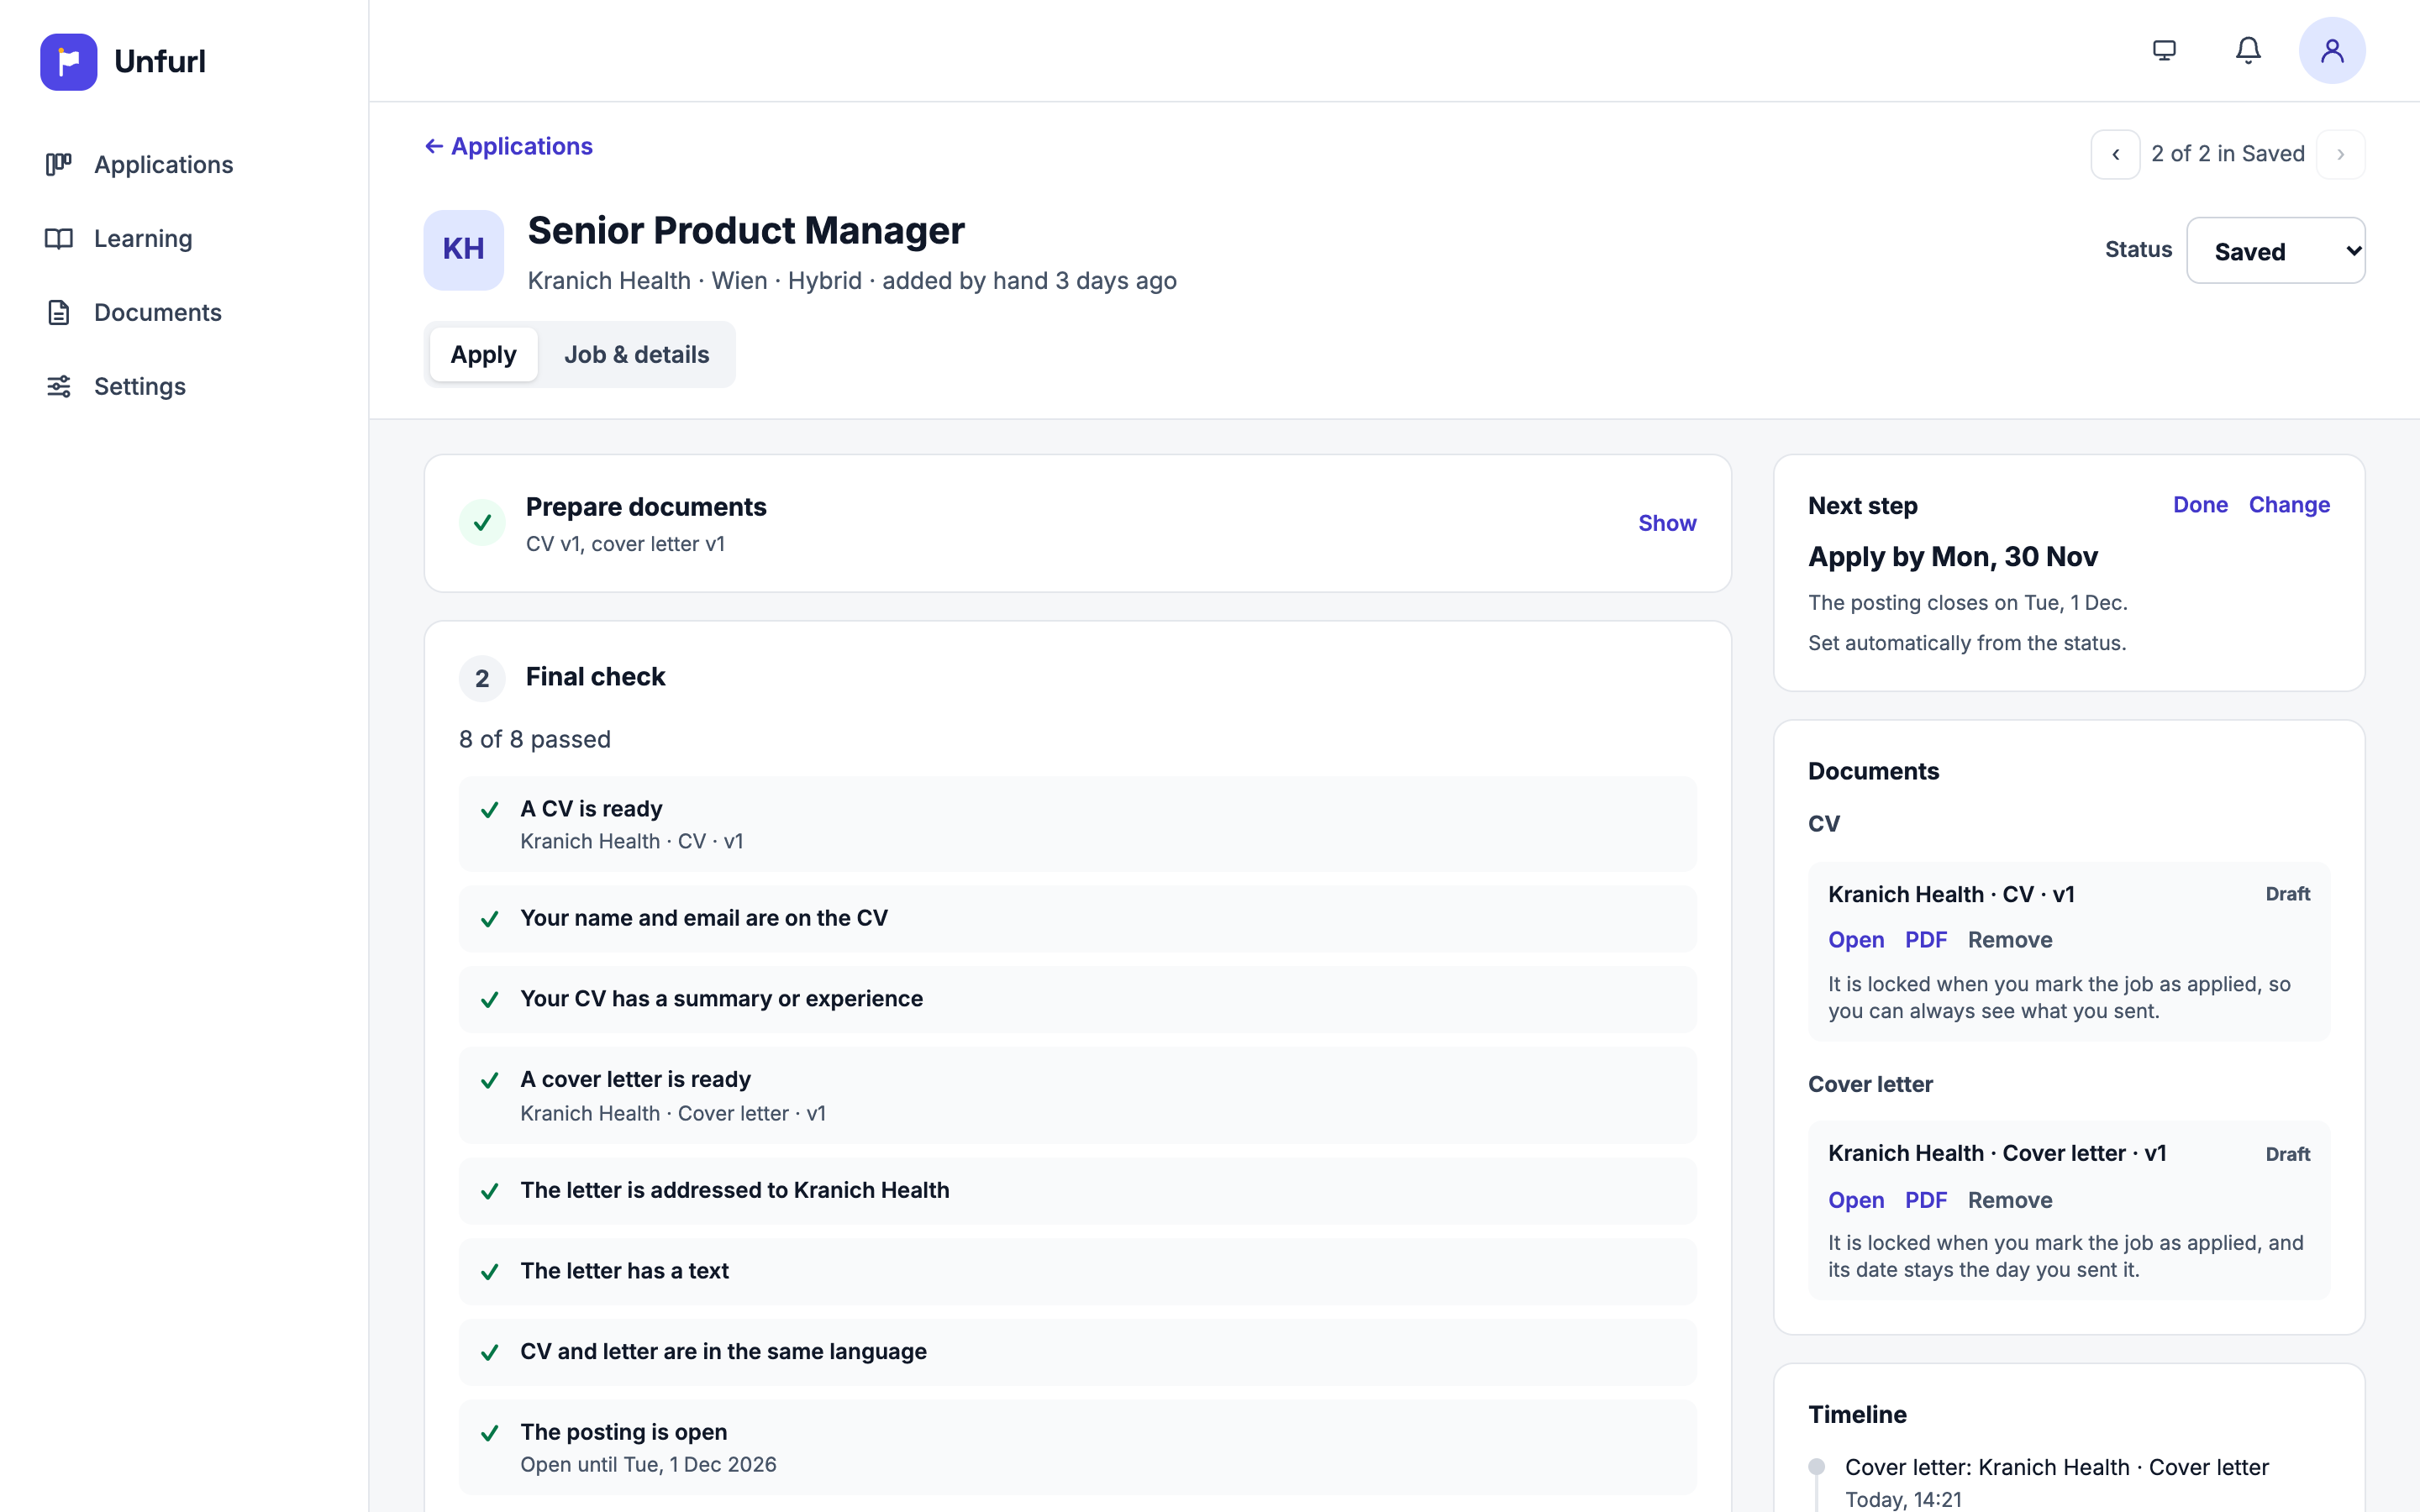 Unfurl
Applications
Learning
Documents
Settings
← Applications
‹ 2 of 2 in Saved ›
KH
Senior Product Manager
Kranich Health · Wien · Hybrid · added by hand 3 days ago
Status
Saved
Apply
Job & details
Prepare documents
CV v1, cover letter v1
Show
2
Final check
8 of 8 passed
A CV is ready
Kranich Health · CV · v1
Your name and email are on the CV
Your CV has a summary or experience
A cover letter is ready
Kranich Health · Cover letter · v1
The letter is addressed to Kranich Health
The letter has a text
CV and letter are in the same language
The posting is open
Open until Tue, 1 Dec 2026
Next step
Done
Change
Apply by Mon, 30 Nov
The posting closes on Tue, 1 Dec.
Set automatically from the status.
Documents
CV
Kranich Health · CV · v1
Draft
Open PDF Remove
It is locked when you mark the job as applied, so
you can always see what you sent.
Cover letter
Kranich Health · Cover letter · v1
Draft
Open PDF Remove
It is locked when you mark the job as applied, and
its date stays the day you sent it.
Timeline
Cover letter: Kranich Health · Cover letter
Today, 14:21